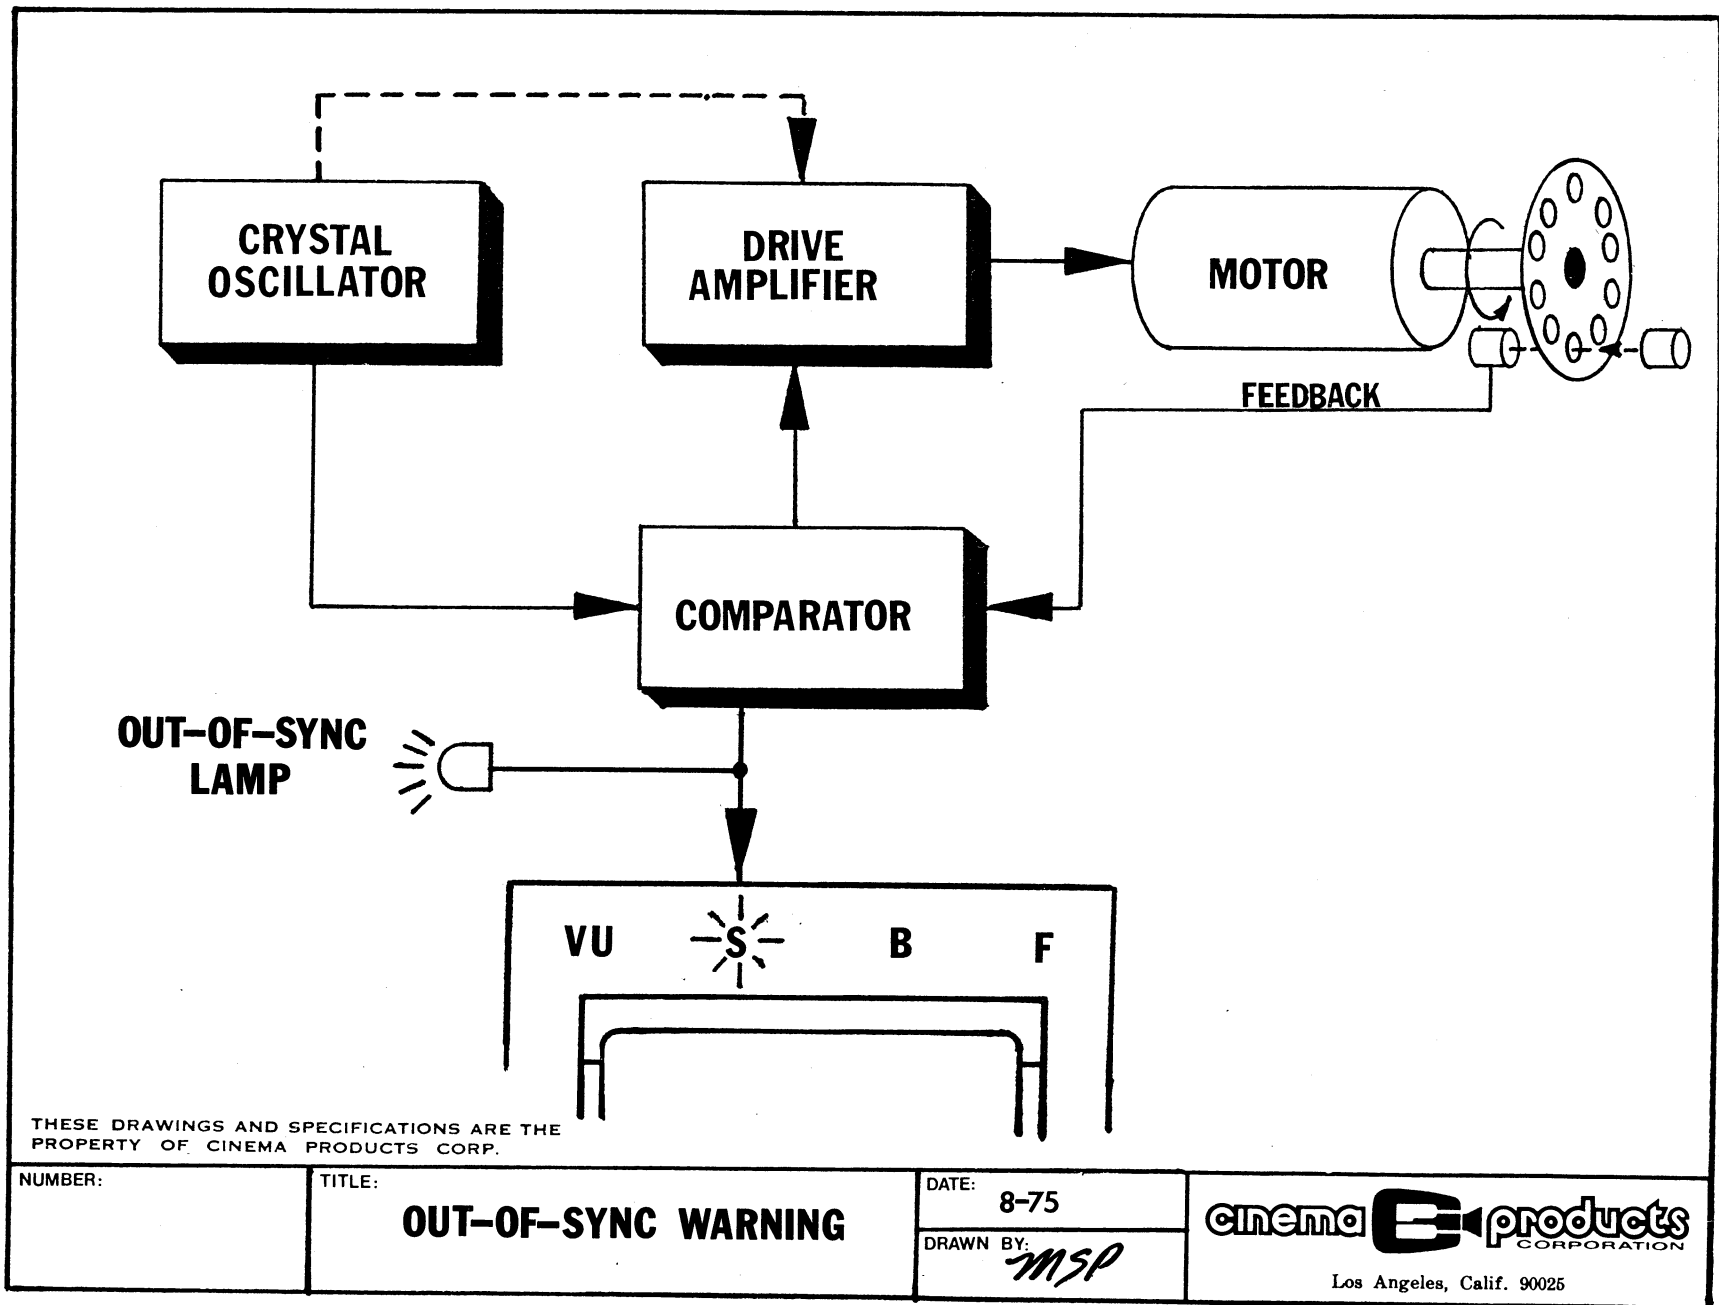 CRYSTAL
OSCILLATOR
DRIVE
AMPLIFIER
MOTOR
FEEDBACK
COMPARATOR
OUT-OF-SYNC
LAMP
VU S B F
THESE DRAWINGS AND SPECIFICATIONS ARE THE
PROPERTY OF CINEMA PRODUCTS CORP.
NUMBER:
TITLE:
OUT-OF-SYNC WARNING
DATE:
8-75
DRAWN BY:
MSP
cinema products
CORPORATION
Los Angeles, Calif. 90025